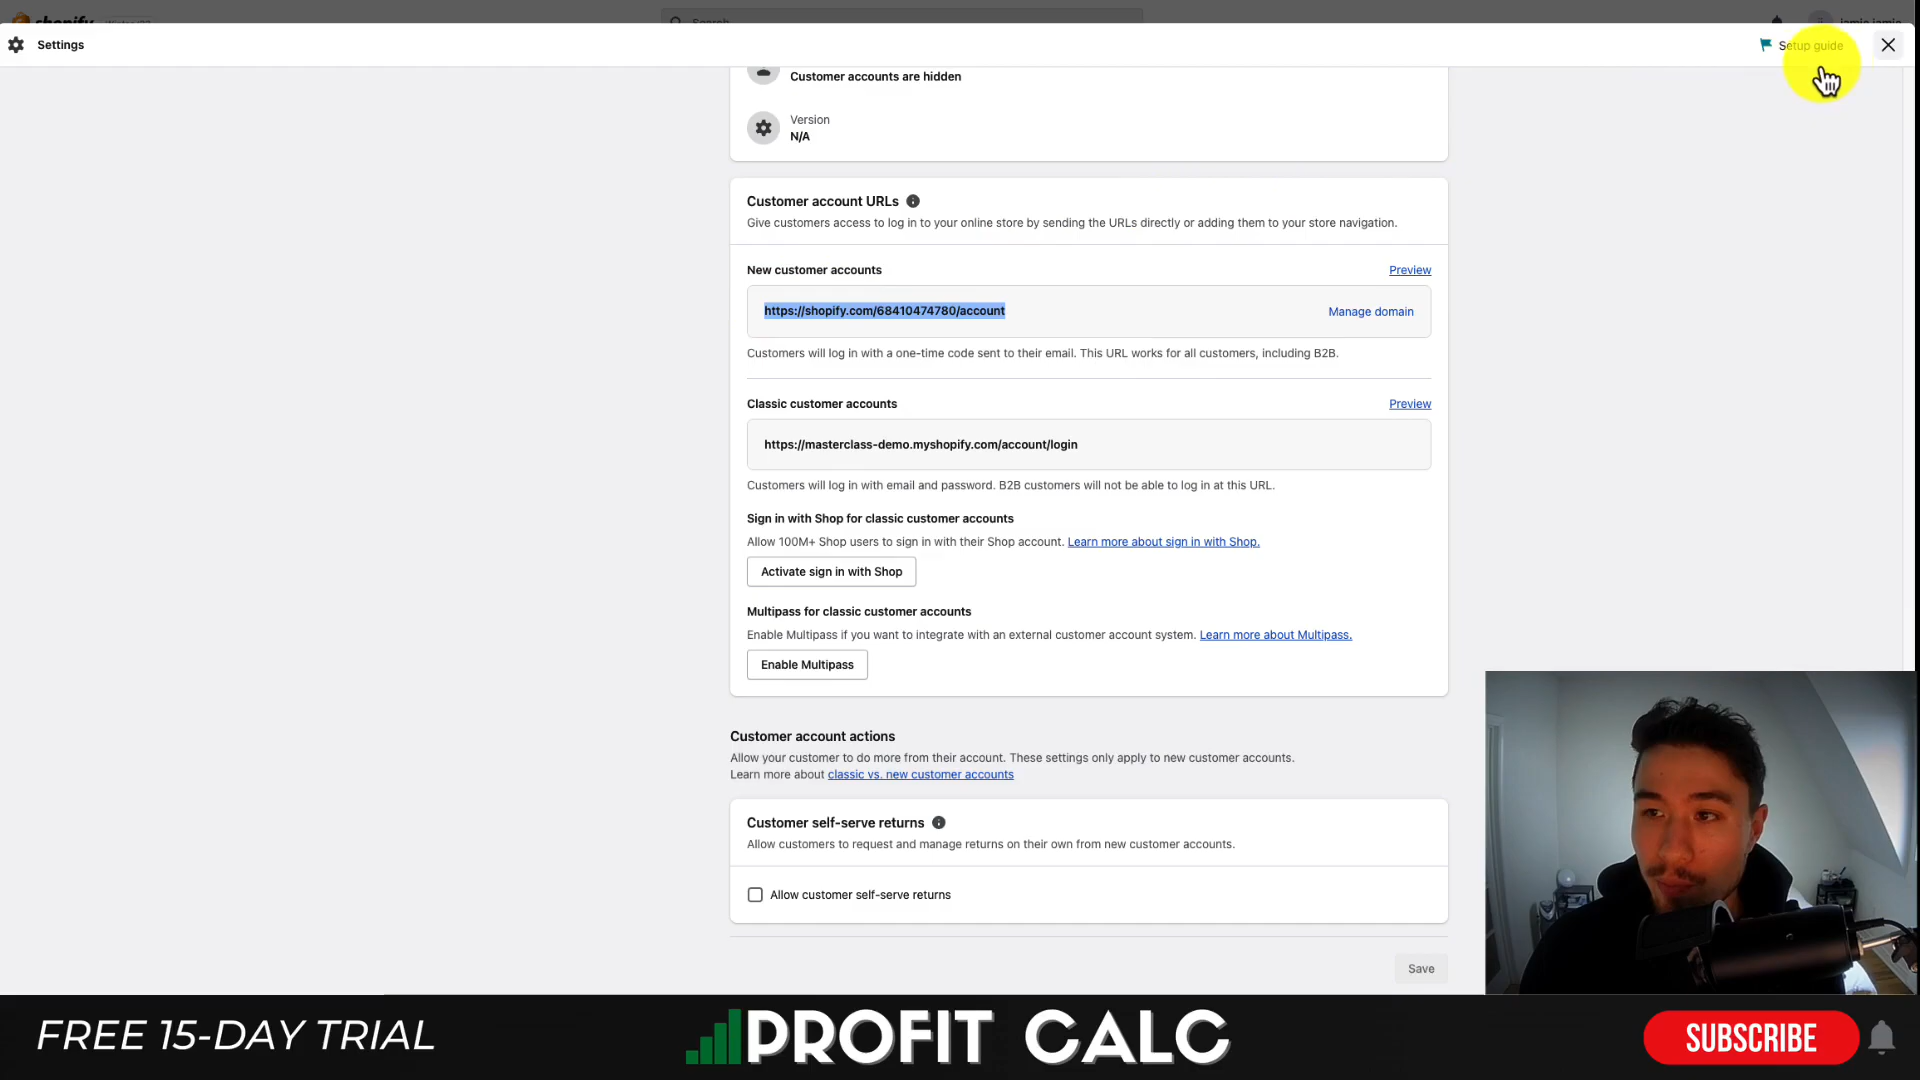 shopify
Search
jamie jamie
Settings
Setup guide
Customer accounts are hidden
Version
N/A
Customer account URLs
Give customers access to log in to your online store by sending the URLs directly or adding them to your store navigation.
New customer accounts
Preview
https://shopify.com/68410474780/account
Manage domain
Customers will log in with a one-time code sent to their email. This URL works for all customers, including B2B.
Classic customer accounts
Preview
https://masterclass-demo.myshopify.com/account/login
Customers will log in with email and password. B2B customers will not be able to log in at this URL.
Sign in with Shop for classic customer accounts
Allow 100M+ Shop users to sign in with their Shop account. Learn more about sign in with Shop.
Activate sign in with Shop
Multipass for classic customer accounts
Enable Multipass if you want to integrate with an external customer account system. Learn more about Multipass.
Enable Multipass
Customer account actions
Allow your customer to do more from their account. These settings only apply to new customer accounts.
Learn more about classic vs. new customer accounts
Customer self-serve returns
Allow customers to request and manage returns on their own from new customer accounts.
Allow customer self-serve returns
Save
FREE 15-DAY TRIAL
PROFIT CALC
SUBSCRIBE